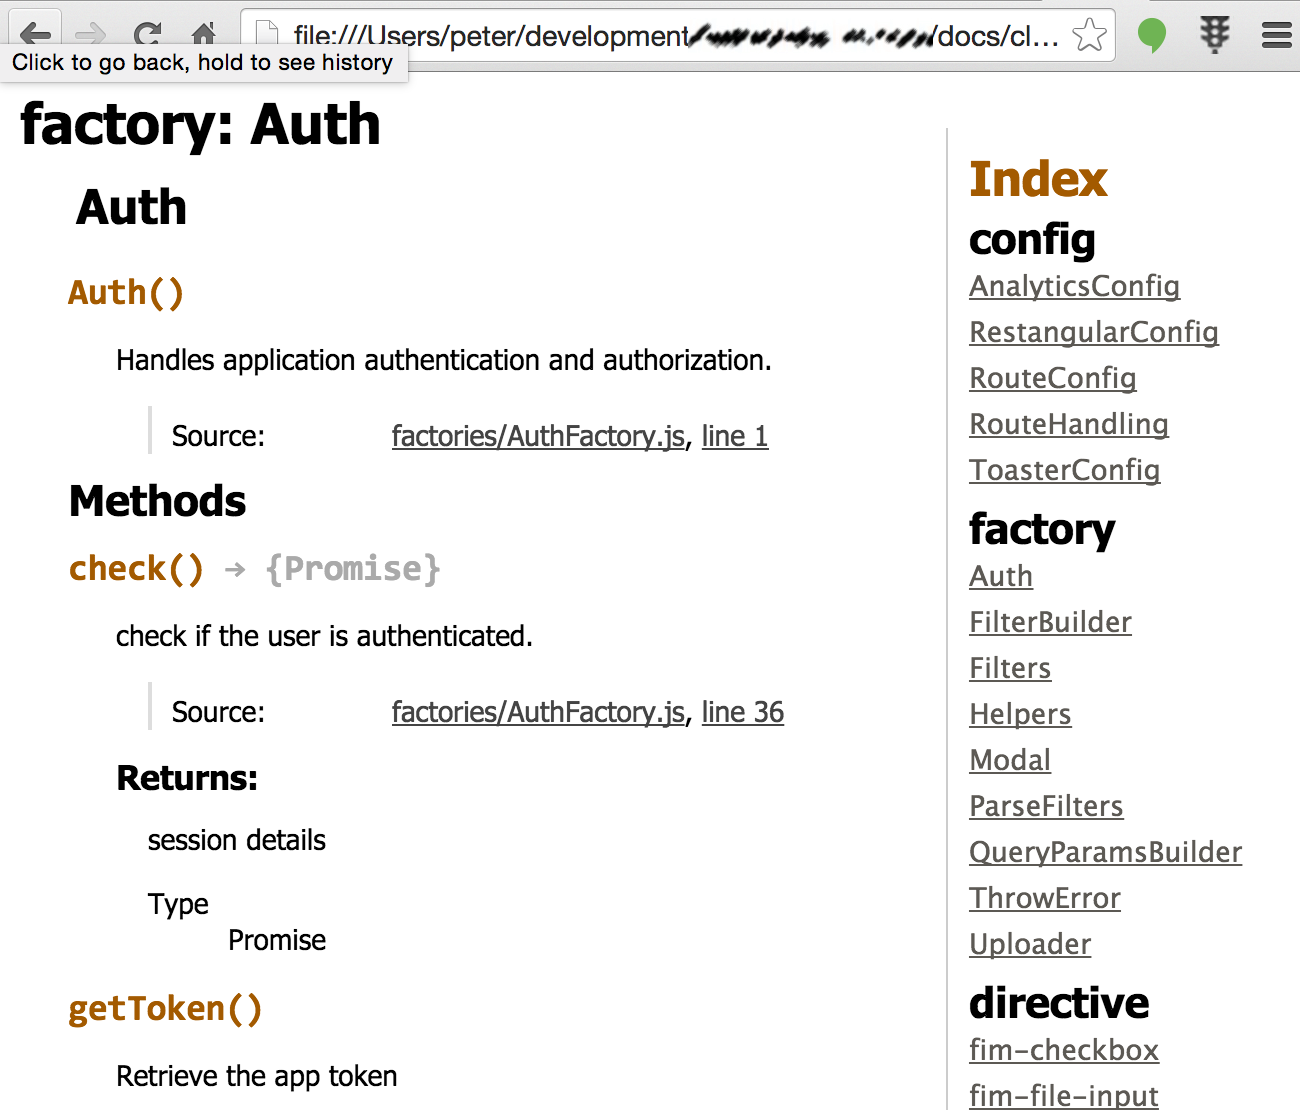 file:///Users/peter/development/docs/cl...
Click to go back, hold to see history
factory: Auth
Auth
Auth()
Handles application authentication and authorization.
Source: factories/AuthFactory.js, line 1
Methods
check() → {Promise}
check if the user is authenticated.
Source: factories/AuthFactory.js, line 36
Returns:
session details
Type
Promise
getToken()
Retrieve the app token
Index
config
AnalyticsConfig
RestangularConfig
RouteConfig
RouteHandling
ToasterConfig
factory
Auth
FilterBuilder
Filters
Helpers
Modal
ParseFilters
QueryParamsBuilder
ThrowError
Uploader
directive
fim-checkbox
fim-file-input